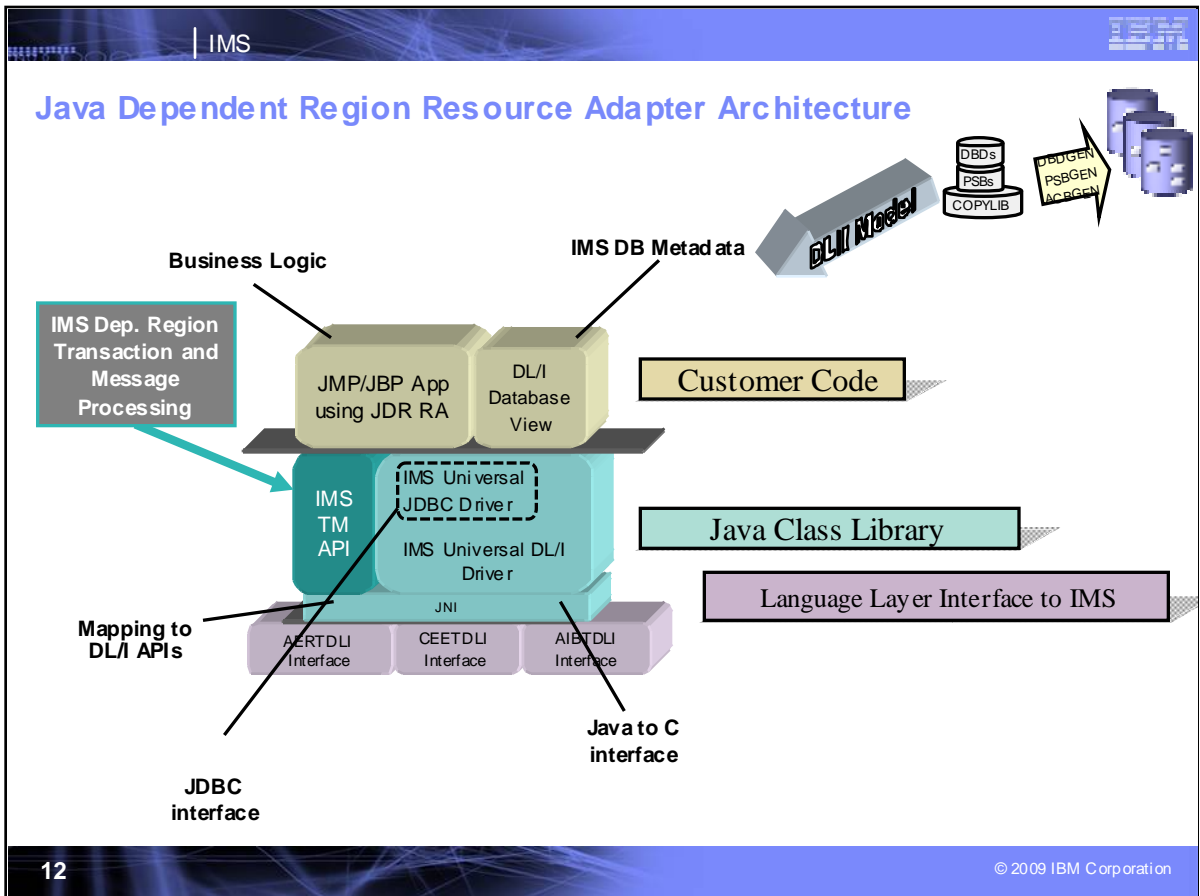 IMS
IBM
Java Dependent Region Resource Adapter Architecture
DBDs
PSBs
COPYLIB
DBDGEN
PSBGEN
ACBGEN
DL/I Model
IMS DB Metadata
Business Logic
IMS Dep. Region
Transaction and
Message
Processing
JMP/JBP App
using JDR RA
DL/I
Database
View
Customer Code
IMS
TM
API
IMS Universal
JDBC Driver
IMS Universal DL/I
Driver
Java Class Library
JNI
Language Layer Interface to IMS
Mapping to
DL/I APIs
AERTDLI
Interface
CEETDLI
Interface
AIBTDLI
Interface
Java to C
interface
JDBC
interface
12
© 2009 IBM Corporation